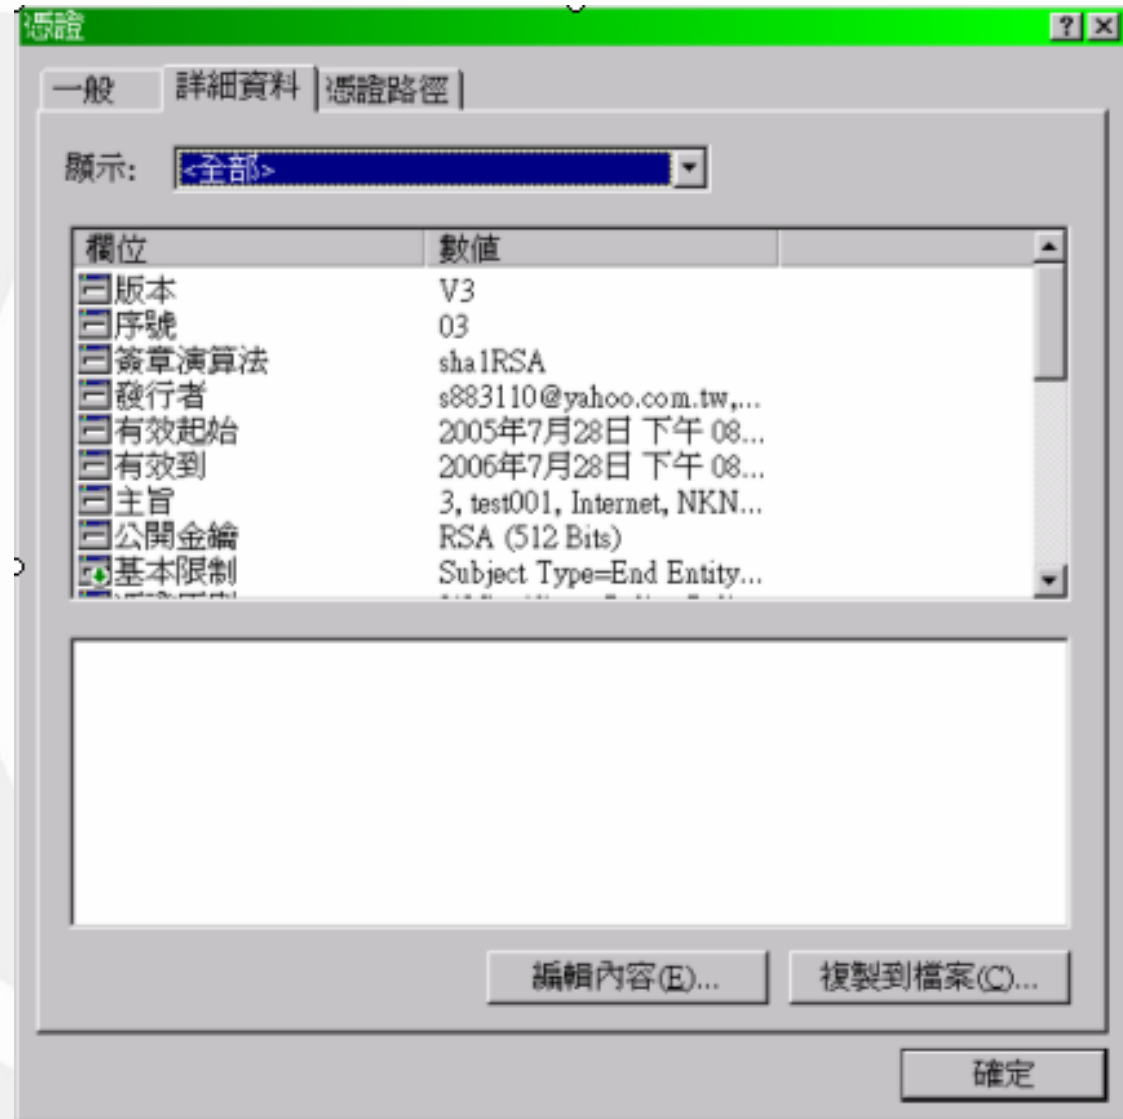 憑證
一般 詳細資料 憑證路徑
顯示: <全部>
欄位 數值
版本 V3
序號 03
簽章演算法 sha1RSA
發行者 s883110@yahoo.com.tw,...
有效起始 2005年7月28日 下午 08...
有效到 2006年7月28日 下午 08...
主旨 3, test001, Internet, NKN...
公開金鑰 RSA (512 Bits)
基本限制 Subject Type=End Entity...
編輯內容(E)... 複製到檔案(C)...
確定